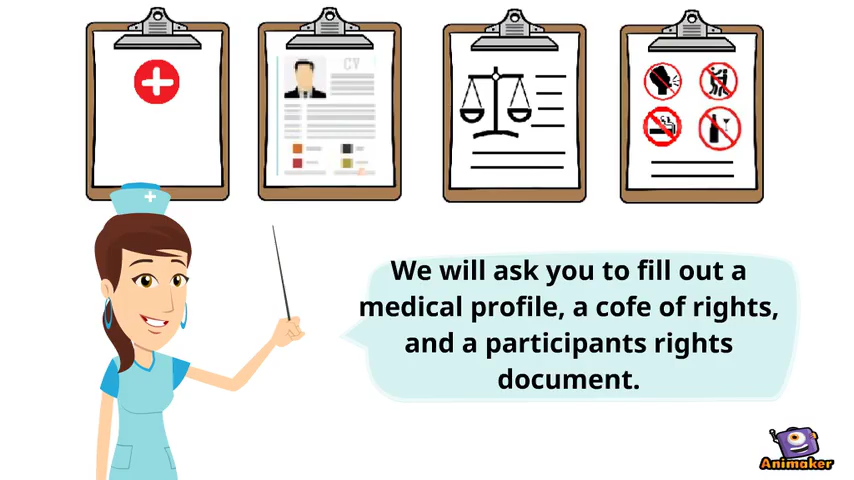 CV
We will ask you to fill out a
medical profile, a cofe of rights,
and a participants rights
document.
Animaker